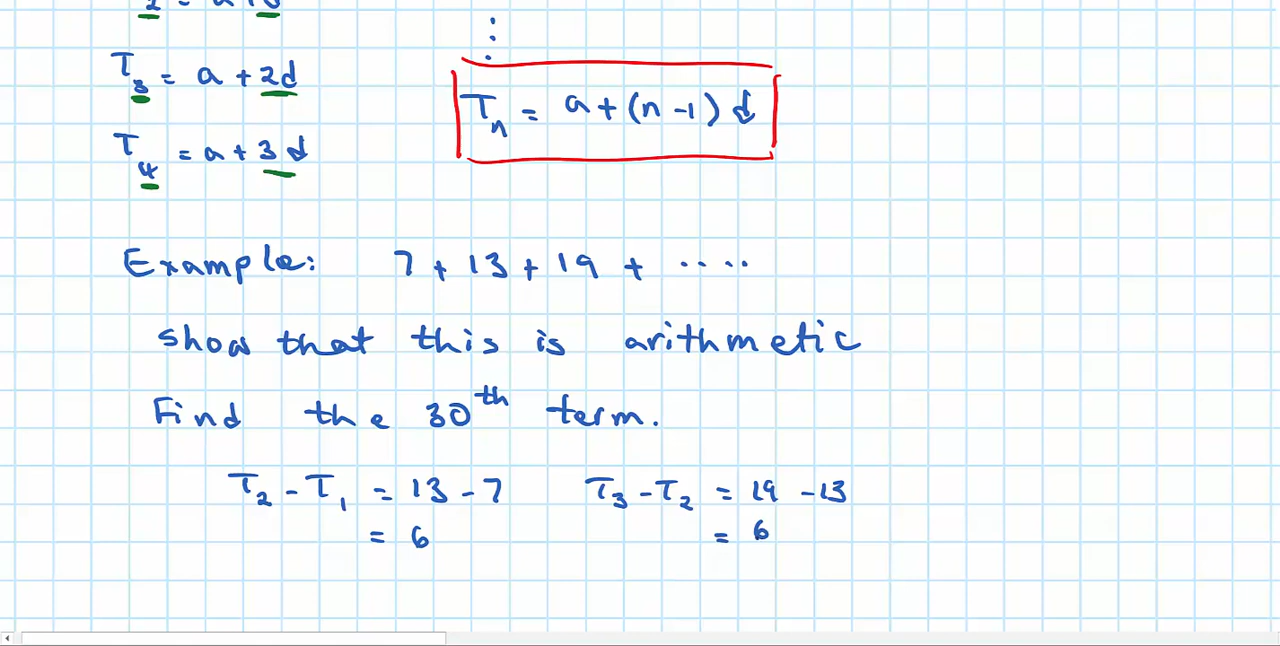 T₃ = a + 2d
T₄ = a + 3d
⋮
Tₙ = a + (n - 1) d
Example: 7 + 13 + 19 + ....
show that this is arithmetic
Find the 30th term.
T₂ - T₁ = 13 - 7
= 6
T₃ - T₂ = 19 - 13
= 6